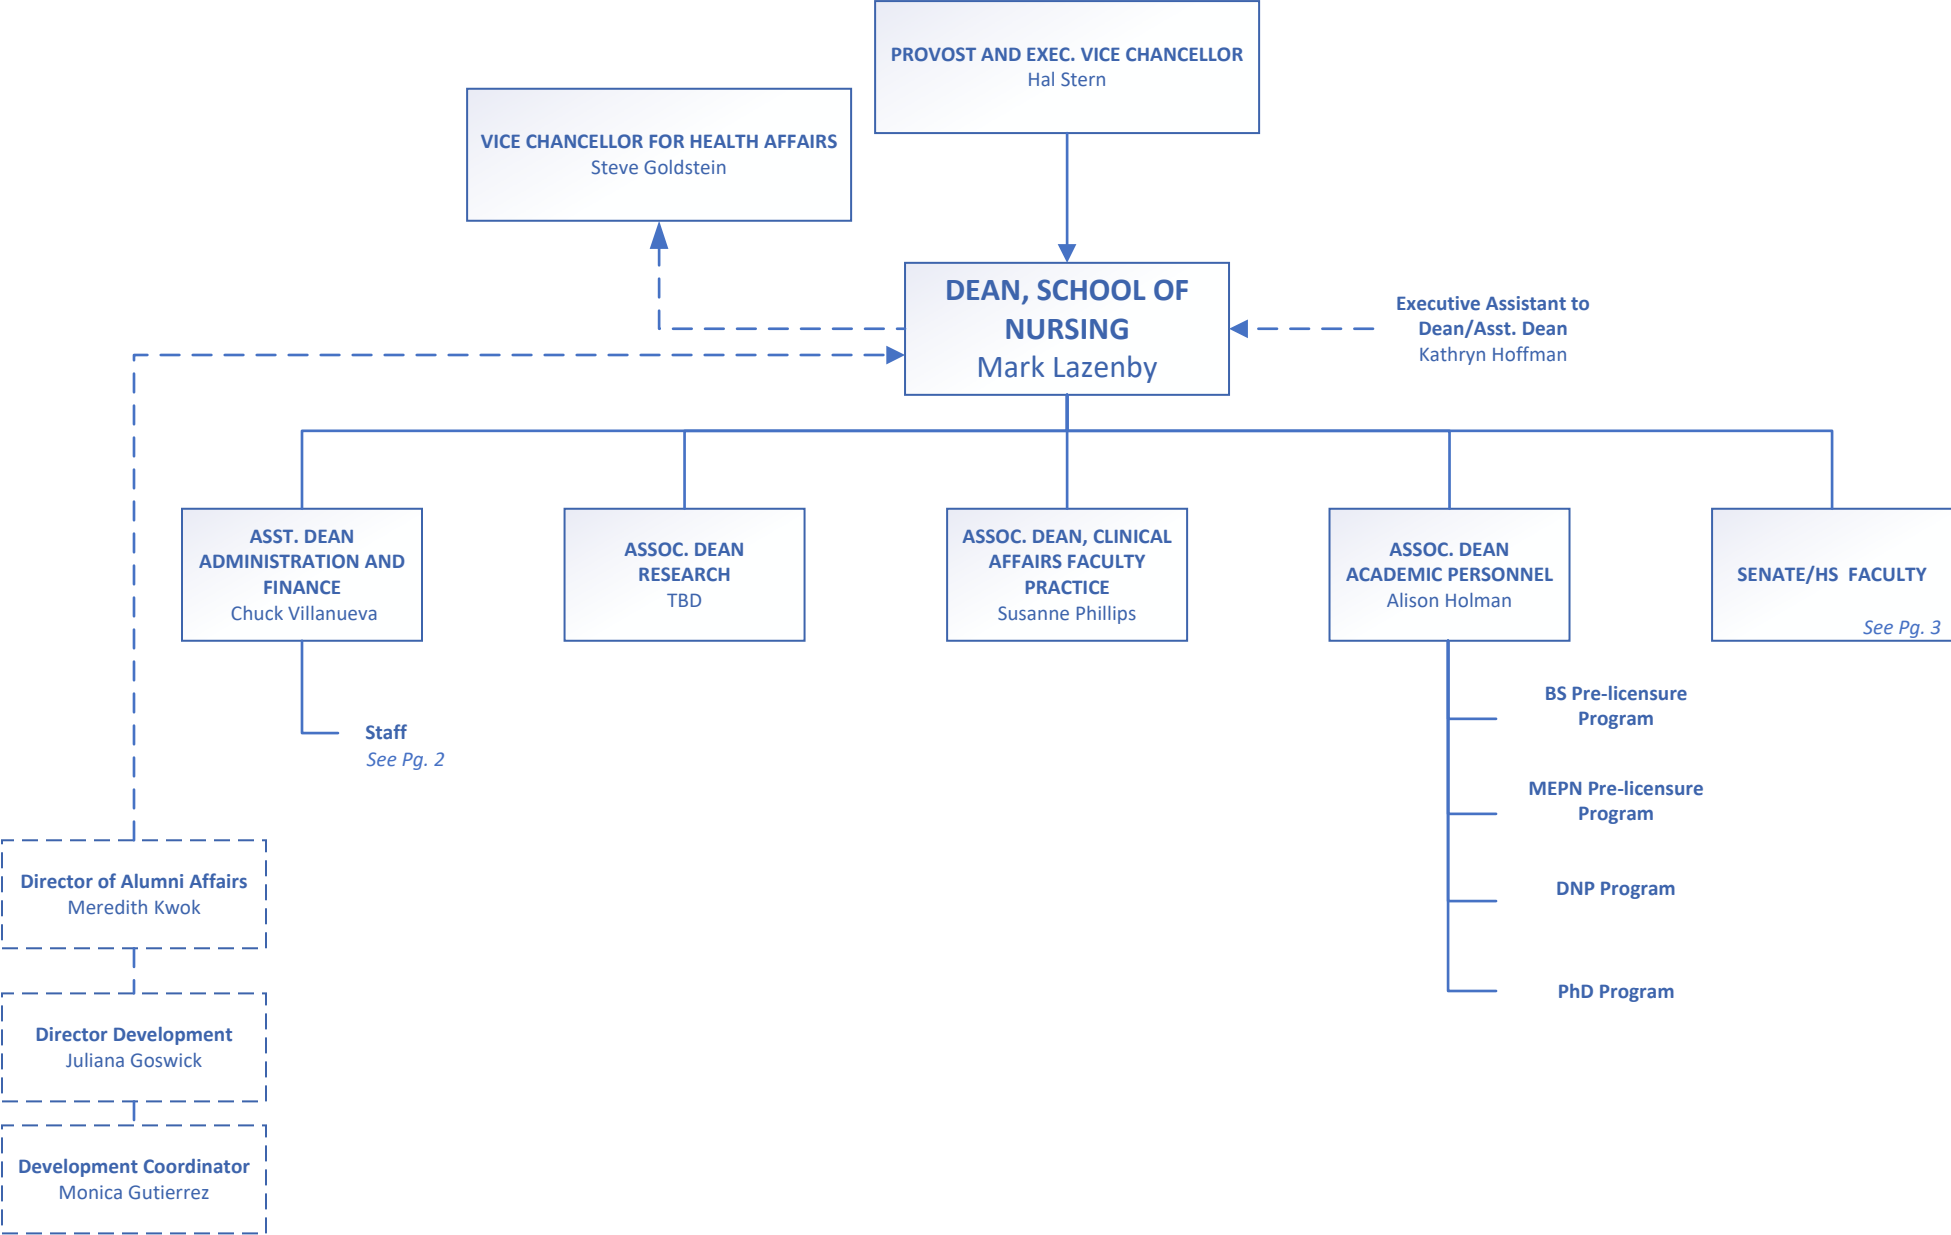 PROVOST AND EXEC. VICE CHANCELLOR
Hal Stern
VICE CHANCELLOR FOR HEALTH AFFAIRS
Steve Goldstein
DEAN, SCHOOL OF
NURSING
Mark Lazenby
Executive Assistant to
Dean/Asst. Dean
Kathryn Hoffman
ASST. DEAN
ADMINISTRATION AND
FINANCE
Chuck Villanueva
ASSOC. DEAN
RESEARCH
TBD
ASSOC. DEAN, CLINICAL
AFFAIRS FACULTY
PRACTICE
Susanne Phillips
ASSOC. DEAN
ACADEMIC PERSONNEL
Alison Holman
SENATE/HS FACULTY
See Pg. 3
Staff
See Pg. 2
BS Pre-licensure
Program
MEPN Pre-licensure
Program
DNP Program
PhD Program
Director of Alumni Affairs
Meredith Kwok
Director Development
Juliana Goswick
Development Coordinator
Monica Gutierrez